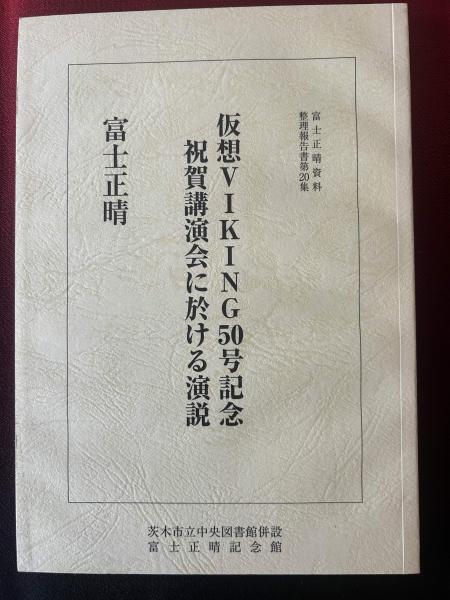 富士正晴資料
整理報告書第20集
仮想VIKING50号記念
祝賀講演会に於ける演説
富士正晴
茨木市立中央図書館併設
富士正晴記念館